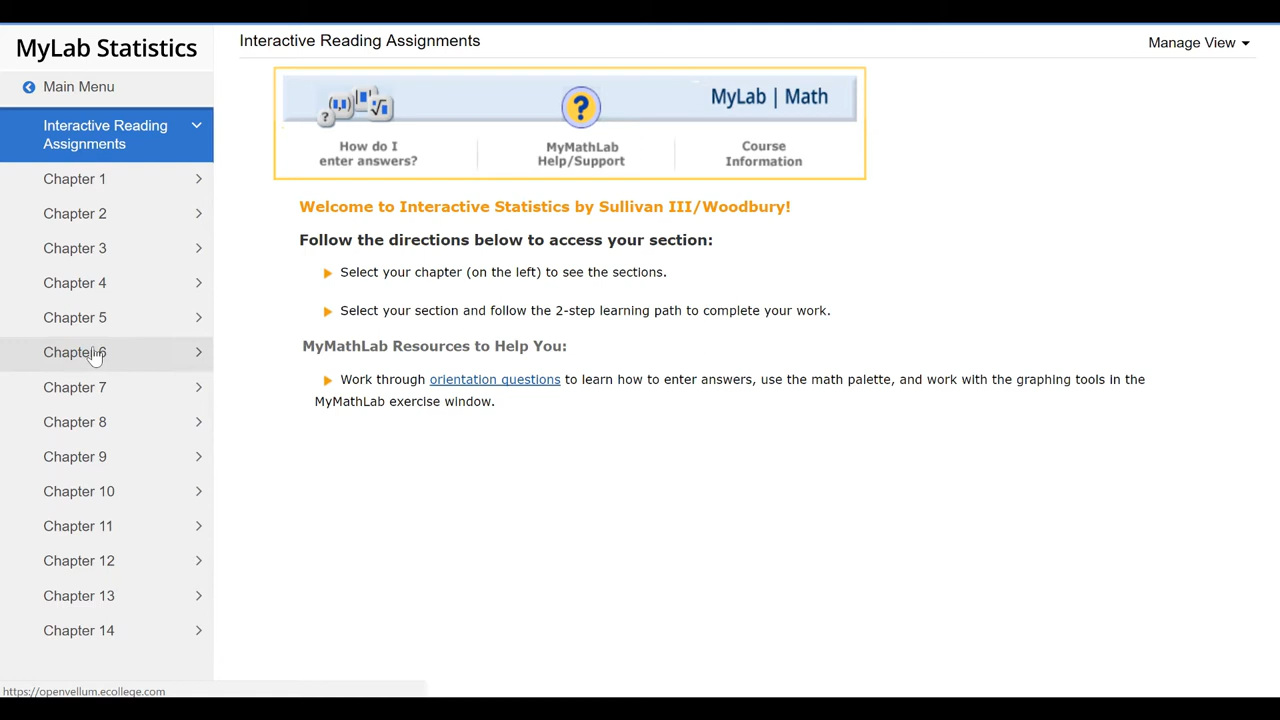 MyLab Statistics
Interactive Reading Assignments
Manage View
Main Menu
Interactive Reading
Assignments
Chapter 1
Chapter 2
Chapter 3
Chapter 4
Chapter 5
Chapter 6
Chapter 7
Chapter 8
Chapter 9
Chapter 10
Chapter 11
Chapter 12
Chapter 13
Chapter 14
MyLab | Math
How do I
enter answers?
MyMathLab
Help/Support
Course
Information
Welcome to Interactive Statistics by Sullivan III/Woodbury!
Follow the directions below to access your section:
Select your chapter (on the left) to see the sections.
Select your section and follow the 2-step learning path to complete your work.
MyMathLab Resources to Help You:
Work through orientation questions to learn how to enter answers, use the math palette, and work with the graphing tools in the
MyMathLab exercise window.
https://openvellum.ecollege.com